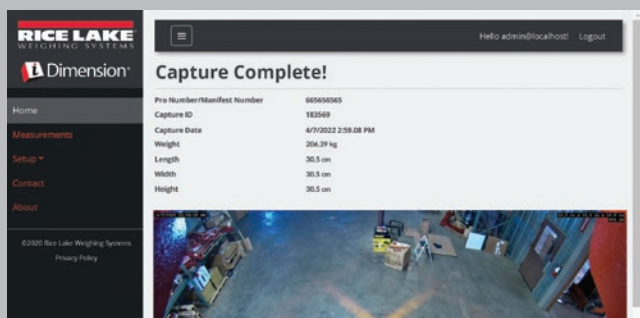 RICE LAKE
WEIGHING SYSTEMS
iDimension
Home
Measurements
Setup
Contact
About
©2020 Rice Lake Weighing Systems
Privacy Policy
Hello admin@localhost! Logout
Capture Complete!
Pro Number/Manifest Number 665656565
Capture ID 183569
Capture Date 4/7/2022 2:59.08 PM
Weight 206.39 kg
Length 30.5 cm
Width 30.5 cm
Height 30.5 cm